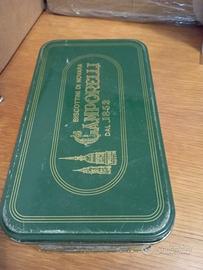 BISCOTTINI DI NOVARA
CAMPORELLI
DAL 1852